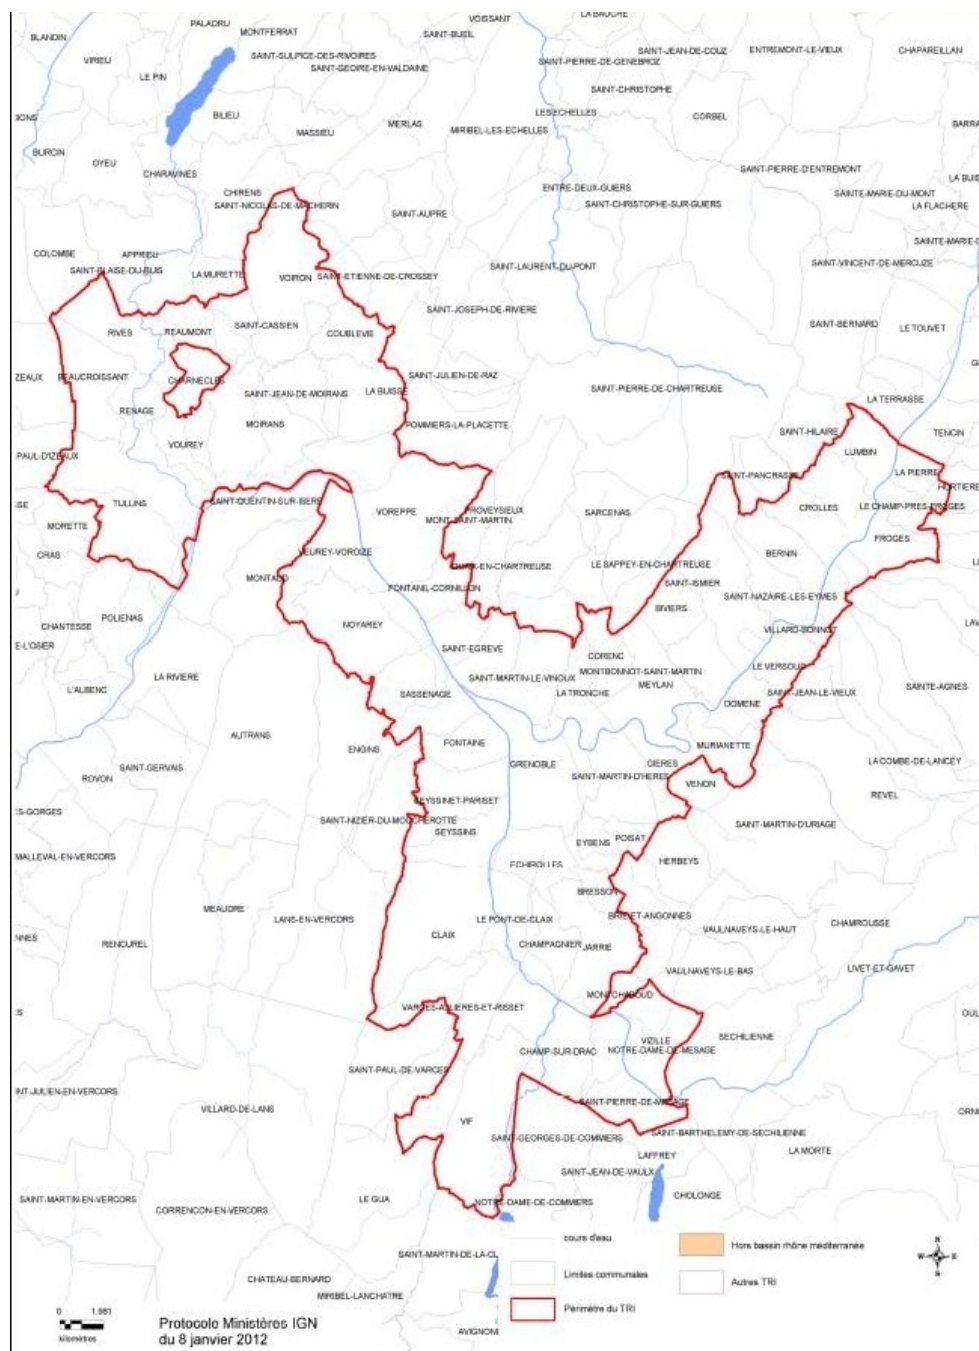 LA BAUCHE
VOISSANT
PALADRU
MONTFERRAT
BLANDIN
SAINT-BUEIL
SAINT-JEAN-DE-COUZ
ENTREMONT-LE-VIEUX
CHAPAREILLAN
SAINT-SULPICE-DES-RIVOIRES
VIRIEU
SAINT-PIERRE-DE-GENEBROZ
SAINT-GEOIRE-EN-VALDAINE
LE PIN
SAINT-CHRISTOPHE
BILIEU
LES ECHELLES
CORBEL
MERLAS
MIRIBEL-LES-ECHELLES
MASSIEU
BURCIN
OYEU
CHARAVINES
SAINT-PIERRE-D'ENTREMONT
ENTRE-DEUX-GUIERS
SAINTE-MARIE-DU-MONT
CHIRENS
SAINT-NICOLAS-DE-MACHERIN
SAINT-CHRISTOPHE-SUR-GUIERS
LA FLACHERE
SAINT-AUPRE
COLOMBE
APPRIEU
SAINT-VINCENT-DE-MERCUZE
SAINT-BLAISE-DU-BUIS
LA MURETTE
VOIRON
SAINT-ETIENNE-DE-CROSSEY
SAINT-LAURENT-DU-PONT
SAINT-JOSEPH-DE-RIVIERE
RIVES
REAUMONT
SAINT-CASSIEN
COUBLEVIE
SAINT-BERNARD
LE TOUVET
ZEAUX
BEAUCROISSANT
CHARNECLES
SAINT-JULIEN-DE-RAZ
SAINT-JEAN-DE-MOIRANS
LA BUISSE
SAINT-PIERRE-DE-CHARTREUSE
LA TERRASSE
RENAGE
MOIRANS
POMMIERS-LA-PLACETTE
SAINT-HILAIRE
TENCIN
VOUREY
LUMBIN
PAUL-D'IZEAUX
SAINT-PANCRASSE
LA PIERRE
TULLINS
SAINT-QUENTIN-SUR-ISERE
VOREPPE
PROVEYSIEUX
SARCENAS
CROLLES
LE CHAMP-PRES-FROGES
MORETTE
MONT-SAINT-MARTIN
FROGES
CRAS
VEUREY-VOROIZE
BERNIN
MONTAUD
QUAIX-EN-CHARTREUSE
LE SAPPEY-EN-CHARTREUSE
SAINT-ISMIER
FONTANIL-CORNILLON
SAINT-NAZAIRE-LES-EYMES
BIVIERS
POLIENAS
CHANTESSE
NOYAREY
VILLARD-BONNOT
E-L'OSIER
SAINT-EGREVE
CORENC
LE VERSOUD
LA RIVIERE
SAINT-MARTIN-LE-VINOUX
MONTBONNOT-SAINT-MARTIN
MEYLAN
L'ALBENC
SASSENAGE
LA TRONCHE
SAINT-JEAN-LE-VIEUX
SAINTE-AGNES
DOMENE
AUTRANS
ENGINS
FONTAINE
MURIANETTE
SAINT-GERVAIS
GRENOBLE
GIERES
LA COMBE-DE-LANCEY
ROVON
SAINT-MARTIN-D'HERES
VENON
REVEL
SEYSSINET-PARISET
SAINT-NIZIER-DU-MOUCHEROTTE
SEYSSINS
SAINT-MARTIN-D'URIAGE
EYBENS
POISAT
MALLEVAL-EN-VERCORS
ECHIROLLES
HERBEYS
BRESSON
MEAUDRE
LANS-EN-VERCORS
LE PONT-DE-CLAIX
BRIE-ET-ANGONNES
CHAMROUSSE
VAULNAVEYS-LE-HAUT
CLAIX
RENCUREL
CHAMPAGNIER
JARRIE
VAULNAVEYS-LE-BAS
LIVET-ET-GAVET
MONTCHABOUD
VARCES-ALLIERES-ET-RISSET
SECHILIENNE
VIZILLE
CHAMP-SUR-DRAC
NOTRE-DAME-DE-MESAGE
SAINT-PAUL-DE-VARCES
INT-JULIEN-EN-VERCORS
SAINT-PIERRE-DE-MESAGE
VILLARD-DE-LANS
VIF
SAINT-GEORGES-DE-COMMIERS
SAINT-BARTHELEMY-DE-SECHILIENNE
LA MORTE
LAFFREY
SAINT-JEAN-DE-VAULX
SAINT-MARTIN-EN-VERCORS
LE GUA
NOTRE-DAME-DE-COMMIERS
CHOLONGE
CORRENCON-EN-VERCORS
SAINT-MARTIN-DE-LA-CL
CHATEAU-BERNARD
MIRIBEL-LANCHATRE
AVIGNON
cours d'eau
Limites communales
Périmètre du TRI
Hors bassin rhône méditerranée
Autres TRI
N
W E
S
0 1.981
kilomètres
Protocole Ministères IGN
du 8 janvier 2012